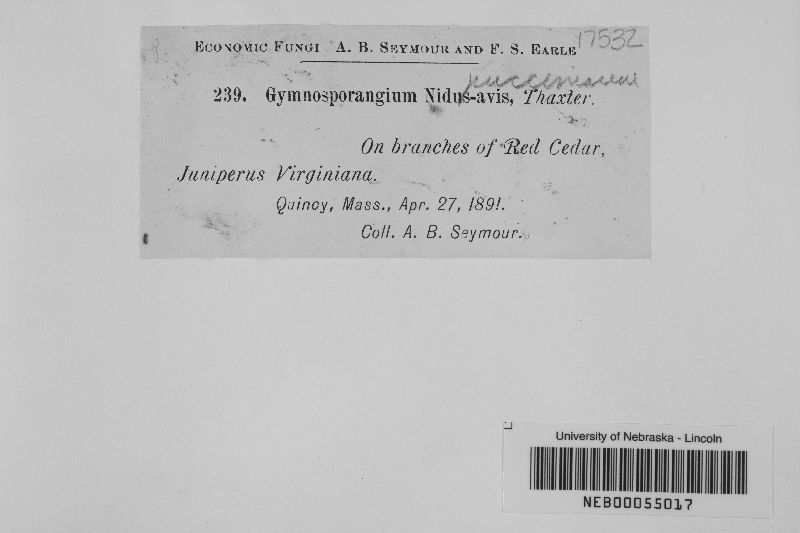 Economic Fungi A. B. Seymour and F. S. Earle 17532
239. Gymnosporangium Nidus-avis, Thaxter.
On branches of Red Cedar,
Juniperus Virginiana.
Quincy, Mass., Apr. 27, 1891.
Coll. A. B. Seymour.
University of Nebraska - Lincoln
NEB00055017